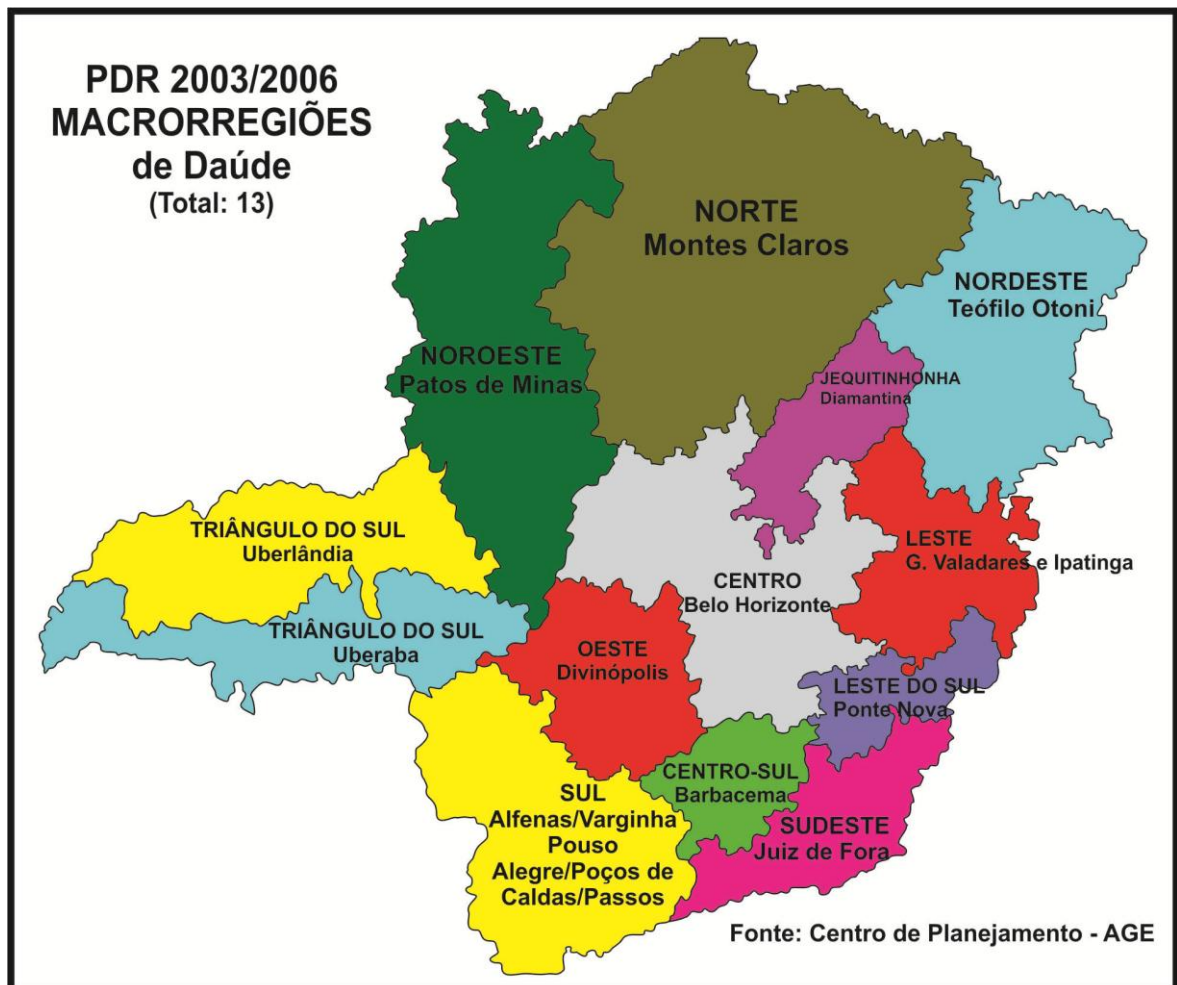 PDR 2003/2006
MACRORREGIÕES
de Daúde
(Total: 13)
NORTE
Montes Claros
NORDESTE
Teófilo Otoni
NOROESTE
Patos de Minas
JEQUITINHONHA
Diamantina
TRIÂNGULO DO SUL
Uberlândia
LESTE
G. Valadares e Ipatinga
CENTRO
Belo Horizonte
TRIÂNGULO DO SUL
Uberaba
OESTE
Divinópolis
LESTE DO SUL
Ponte Nova
CENTRO-SUL
Barbacema
SUL
Alfenas/Varginha
Pouso
Alegre/Poços de
Caldas/Passos
SUDESTE
Juiz de Fora
Fonte: Centro de Planejamento - AGE